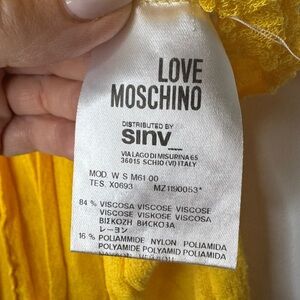 LOVE
MOSCHINO
DISTRIBUTED BY
sinv
VIA LAGO DI MISURINA 65
36015 SCHIO (VI) ITALY
MOD. W S M61 00
TES. X0693
84 % VISCOSA VISCOSE VISCOSE
VISCOSE VISKOSE VISCOSA
ΒΙΣΚΟΖΗ ВИСКОЗА
レーヨン
16 % POLIAMMIDE NYLON POLIAMIDA
POLYAMIDE POLYAMID POLIAMIDA